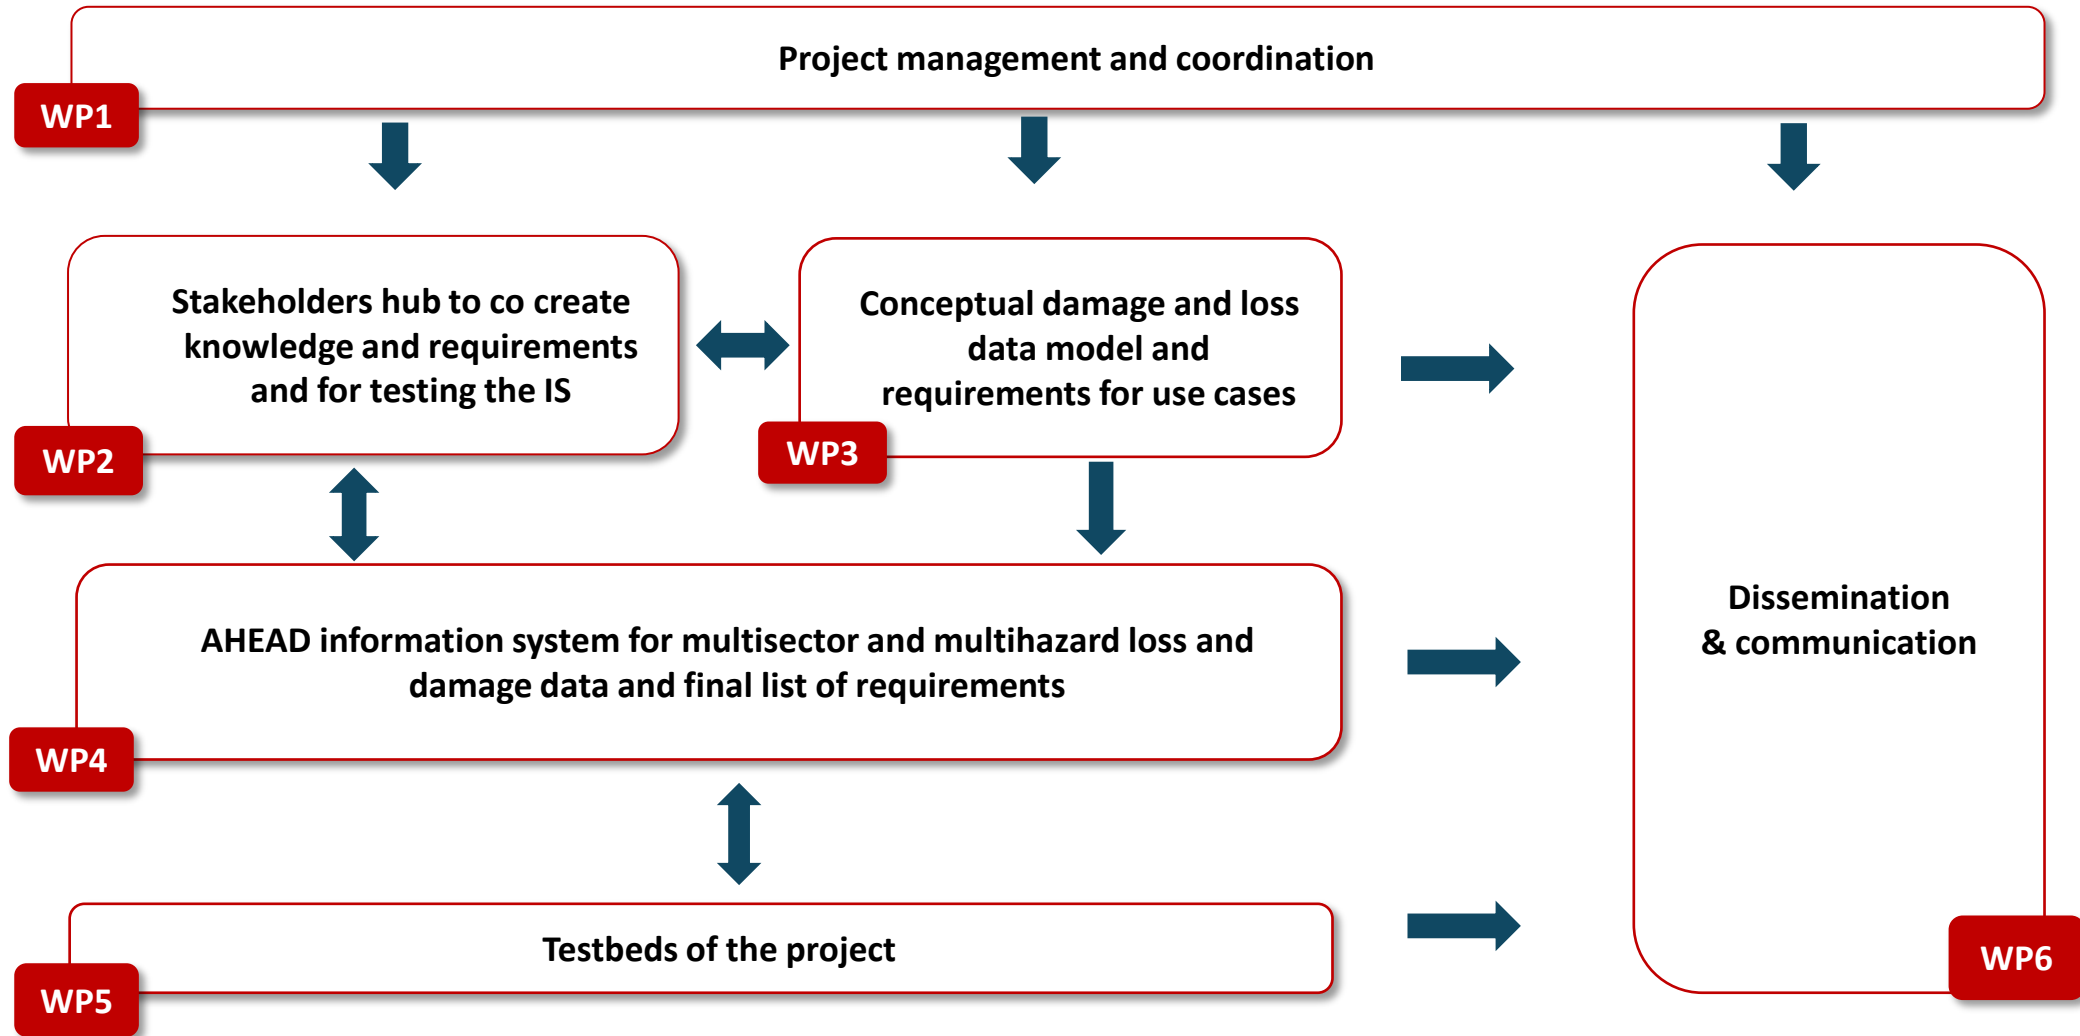 Project management and coordination
WP1
Stakeholders hub to co create
knowledge and requirements
and for testing the IS
WP2
Conceptual damage and loss
data model and
requirements for use cases
WP3
AHEAD information system for multisector and multihazard loss and
damage data and final list of requirements
WP4
Testbeds of the project
WP5
Dissemination
& communication
WP6